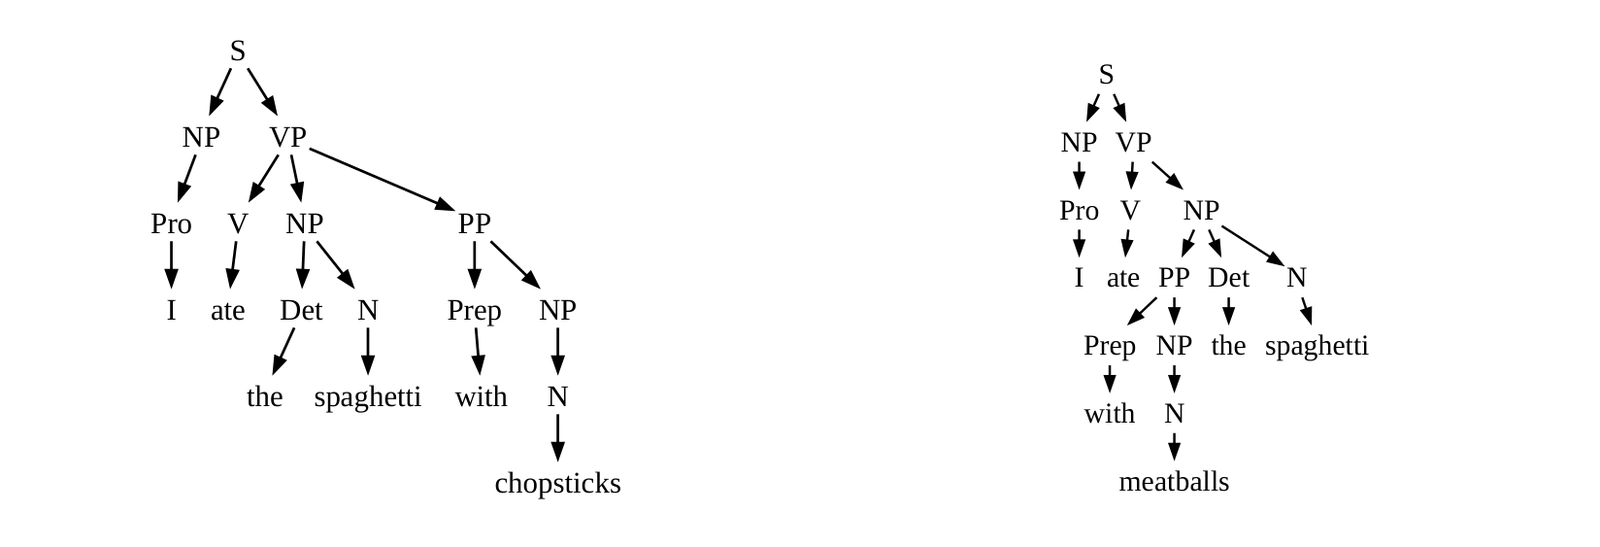 S
NP VP
Pro V NP PP
I ate Det N Prep NP
the spaghetti with N
chopsticks
S
NP VP
Pro V NP
I ate PP Det N
Prep NP the spaghetti
with N
meatballs